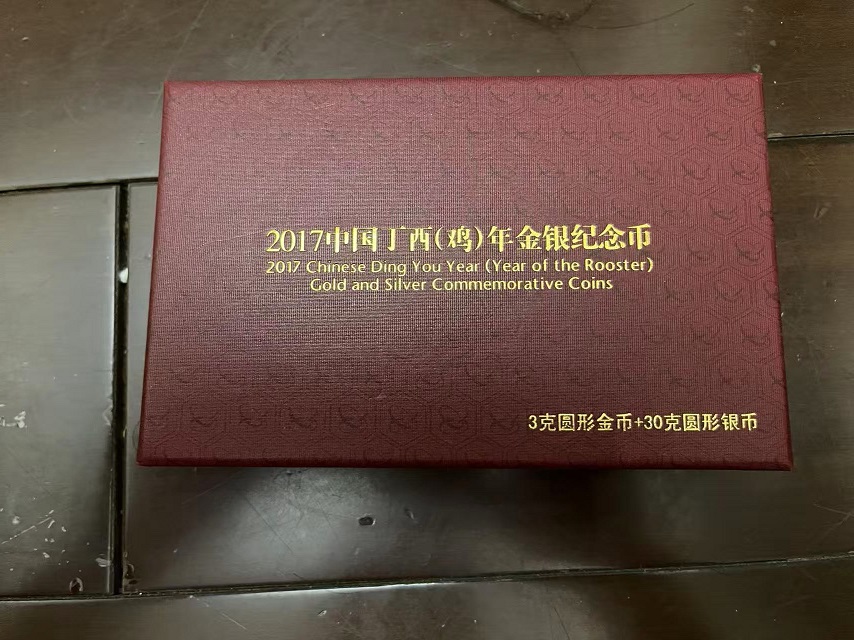 2017中国丁酉(鸡)年金银纪念币
2017 Chinese Ding You Year (Year of the Rooster)
Gold and Silver Commemorative Coins
3克圆形金币+30克圆形银币